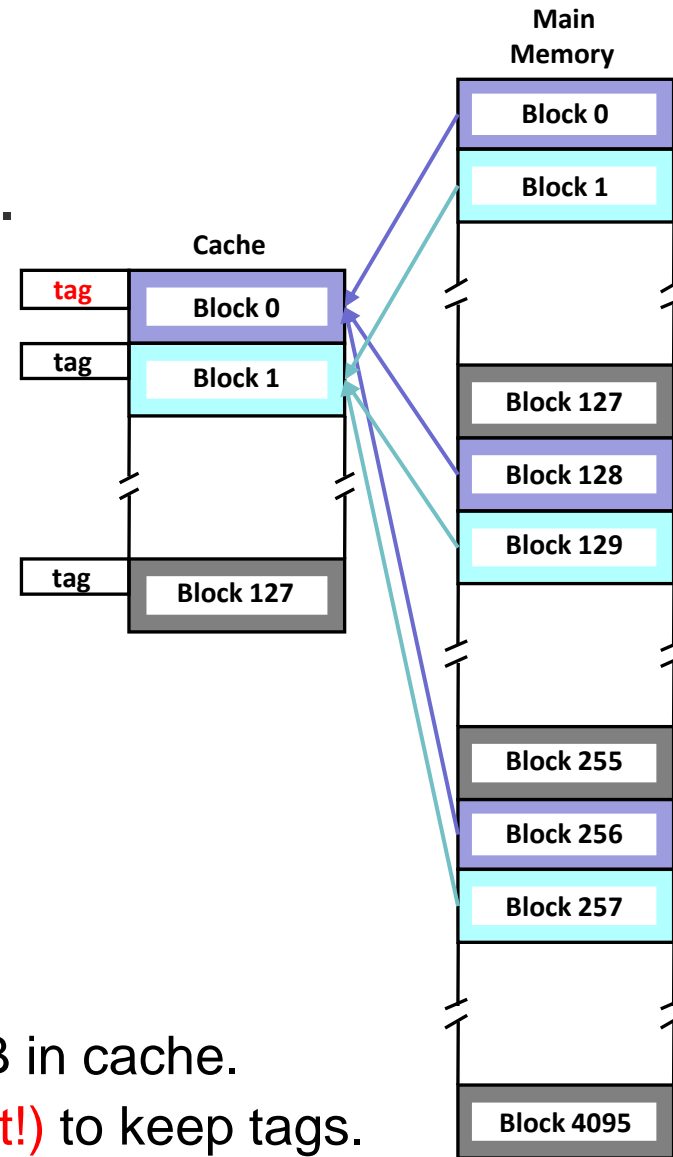 Main
Memory
Block 0
Block 1
.
Cache
tag
Block 0
tag
Block 1
Block 127
Block 128
Block 129
tag
Block 127
Block 255
Block 256
Block 257
in cache.
to keep tags.
Block 4095